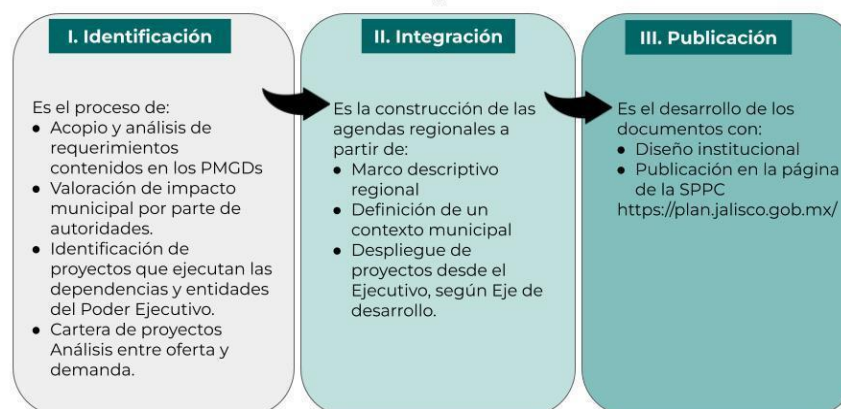 I. Identificación
Es el proceso de:
● Acopio y análisis de
requerimientos
contenidos en los PMGDs
● Valoración de impacto
municipal por parte de
autoridades.
● Identificación de
proyectos que ejecutan las
dependencias y entidades
del Poder Ejecutivo.
● Cartera de proyectos
Análisis entre oferta y
demanda.
II. Integración
Es la construcción de las
agendas regionales a
partir de:
● Marco descriptivo
regional
● Definición de un
contexto municipal
● Despliegue de
proyectos desde el
Ejecutivo, según Eje de
desarrollo.
III. Publicación
Es el desarrollo de los
documentos con:
● Diseño institucional
● Publicación en la página
de la SPPC
https://plan.jalisco.gob.mx/